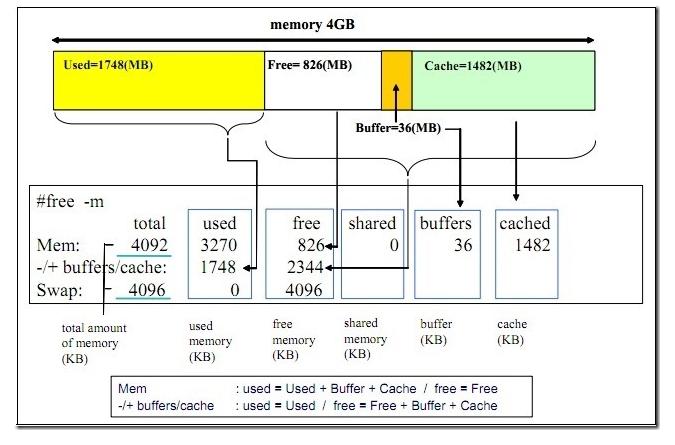 memory 4GB
Used=1748(MB) Free= 826(MB) Cache=1482(MB)
Buffer=36(MB)
#free -m
total used free shared buffers cached
Mem: 4092 3270 826 0 36 1482
-/+ buffers/cache: 1748 2344
Swap: 4096 0 4096
total amount of memory (KB)
used memory (KB)
free memory (KB)
shared memory (KB)
buffer (KB)
cache (KB)
Mem : used = Used + Buffer + Cache / free = Free
-/+ buffers/cache : used = Used / free = Free + Buffer + Cache